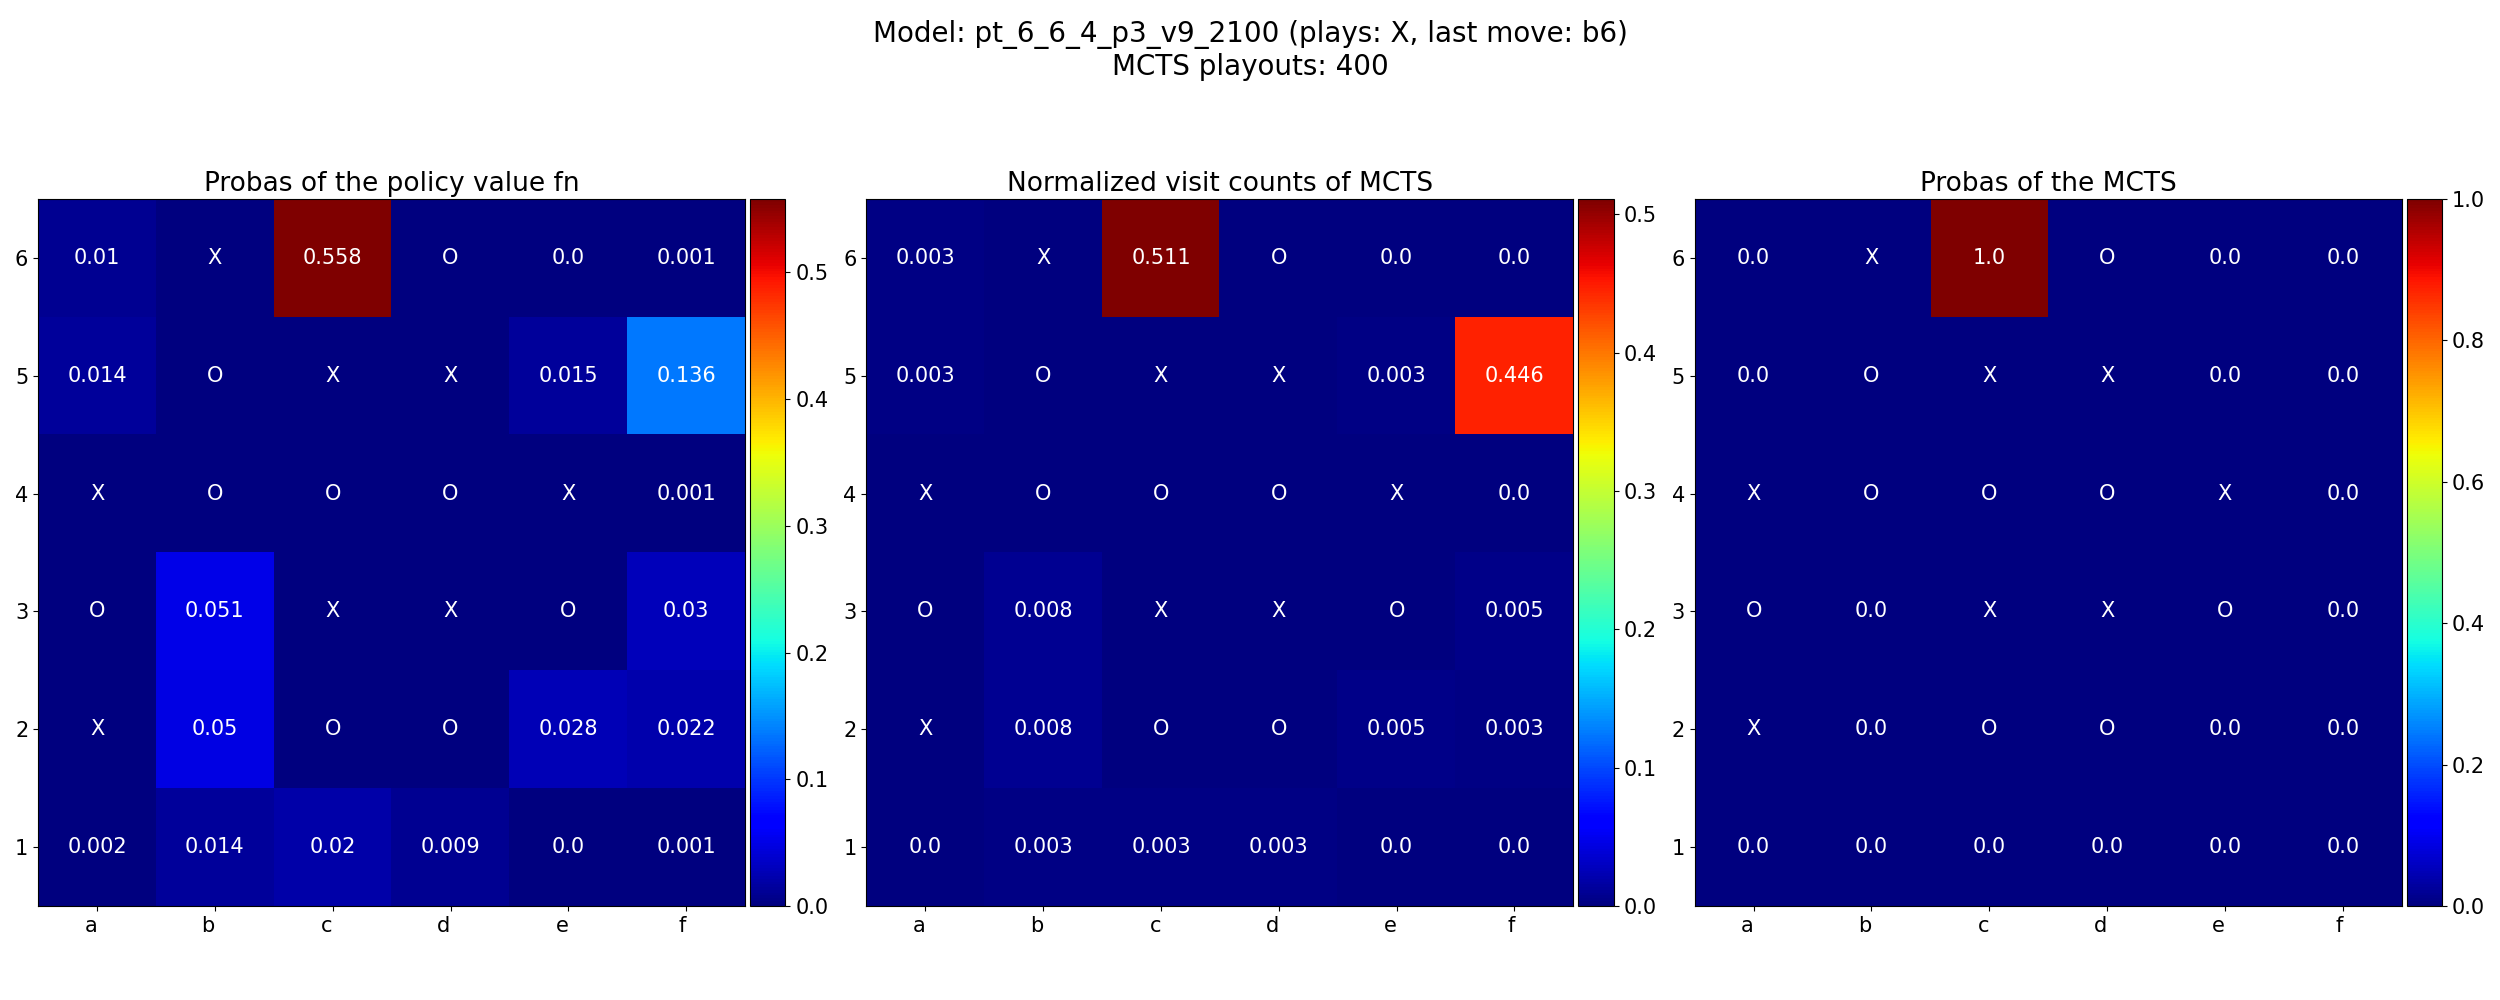 Model: pt_6_6_4_p3_v9_2100 (plays: X, last move: b6)
MCTS playouts: 400
Probas of the policy value fn
6 0.01 X 0.558 O 0.0 0.001
5 0.014 O X X 0.015 0.136
4 X O O O X 0.001
3 O 0.051 X X O 0.03
2 X 0.05 O O 0.028 0.022
1 0.002 0.014 0.02 0.009 0.0 0.001
a b c d e f
0.5
0.4
0.3
0.2
0.1
0.0
Normalized visit counts of MCTS
6 0.003 X 0.511 O 0.0 0.0
5 0.003 O X X 0.003 0.446
4 X O O O X 0.0
3 O 0.008 X X O 0.005
2 X 0.008 O O 0.005 0.003
1 0.0 0.003 0.003 0.003 0.0 0.0
a b c d e f
0.5
0.4
0.3
0.2
0.1
0.0
Probas of the MCTS
6 0.0 X 1.0 O 0.0 0.0
5 0.0 O X X 0.0 0.0
4 X O O O X 0.0
3 O 0.0 X X O 0.0
2 X 0.0 O O 0.0 0.0
1 0.0 0.0 0.0 0.0 0.0 0.0
a b c d e f
1.0
0.8
0.6
0.4
0.2
0.0